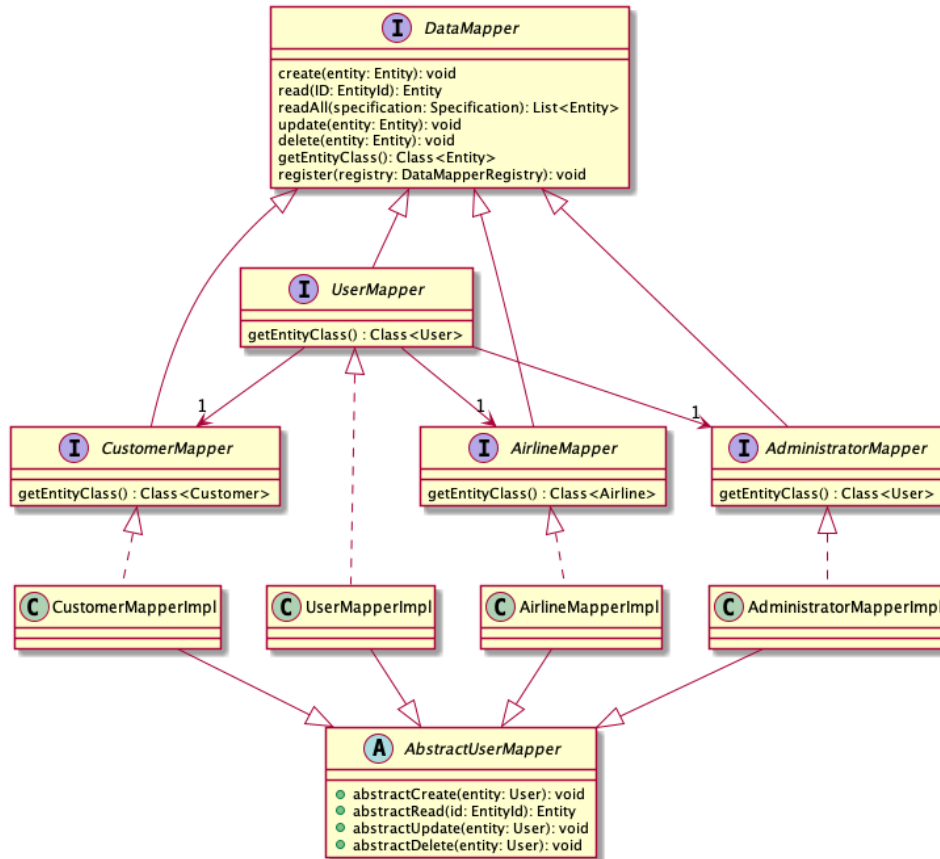 I DataMapper
create(entity: Entity): void
read(ID: EntityId): Entity
readAll(specification: Specification): List<Entity>
update(entity: Entity): void
delete(entity: Entity): void
getEntityClass(): Class<Entity>
register(registry: DataMapperRegistry): void
I UserMapper
getEntityClass() : Class<User>
1
1
1
I CustomerMapper
getEntityClass() : Class<Customer>
I AirlineMapper
getEntityClass() : Class<Airline>
I AdministratorMapper
getEntityClass() : Class<User>
C CustomerMapperImpl
C UserMapperImpl
C AirlineMapperImpl
C AdministratorMapperImpl
A AbstractUserMapper
abstractCreate(entity: User): void
abstractRead(id: EntityId): Entity
abstractUpdate(entity: User): void
abstractDelete(entity: User): void